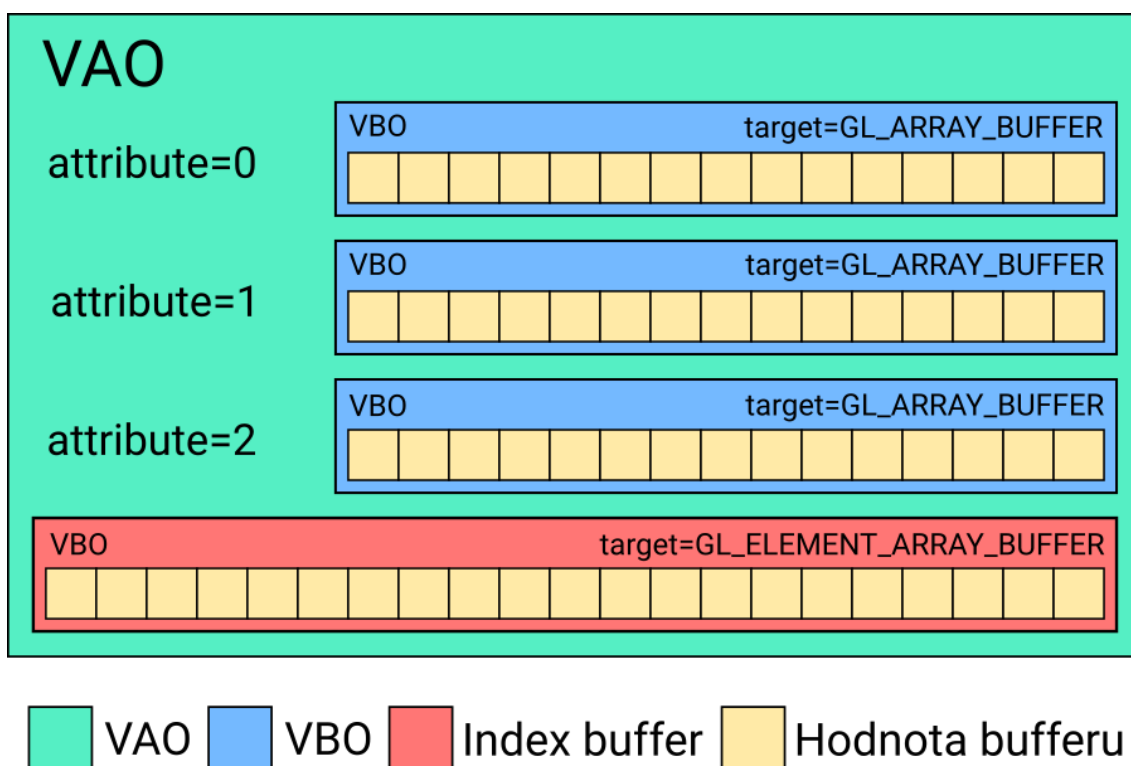 VAO
attribute=0
VBO target=GL_ARRAY_BUFFER
attribute=1
VBO target=GL_ARRAY_BUFFER
attribute=2
VBO target=GL_ARRAY_BUFFER
VBO target=GL_ELEMENT_ARRAY_BUFFER
VAO VBO Index buffer Hodnota bufferu